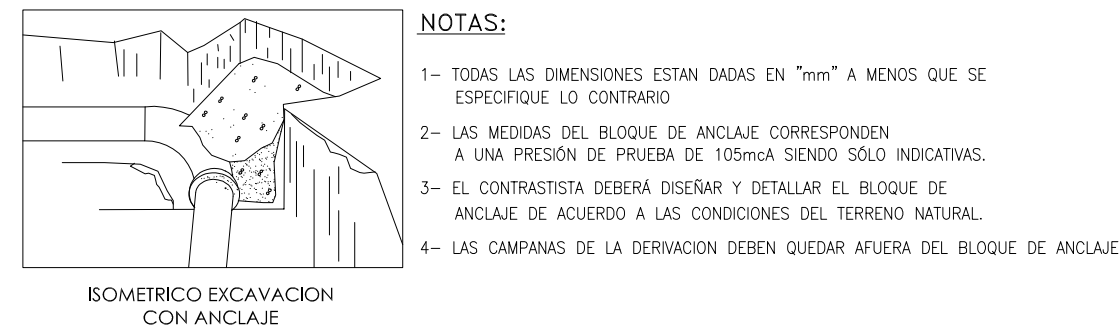 NOTAS:
1- TODAS LAS DIMENSIONES ESTAN DADAS EN "mm" A MENOS QUE SE
ESPECIFIQUE LO CONTRARIO
2- LAS MEDIDAS DEL BLOQUE DE ANCLAJE CORRESPONDEN
A UNA PRESIÓN DE PRUEBA DE 105mcA SIENDO SÓLO INDICATIVAS.
3- EL CONTRASTISTA DEBERÁ DISEÑAR Y DETALLAR EL BLOQUE DE
ANCLAJE DE ACUERDO A LAS CONDICIONES DEL TERRENO NATURAL.
4- LAS CAMPANAS DE LA DERIVACION DEBEN QUEDAR AFUERA DEL BLOQUE DE ANCLAJE
ISOMETRICO EXCAVACION
CON ANCLAJE